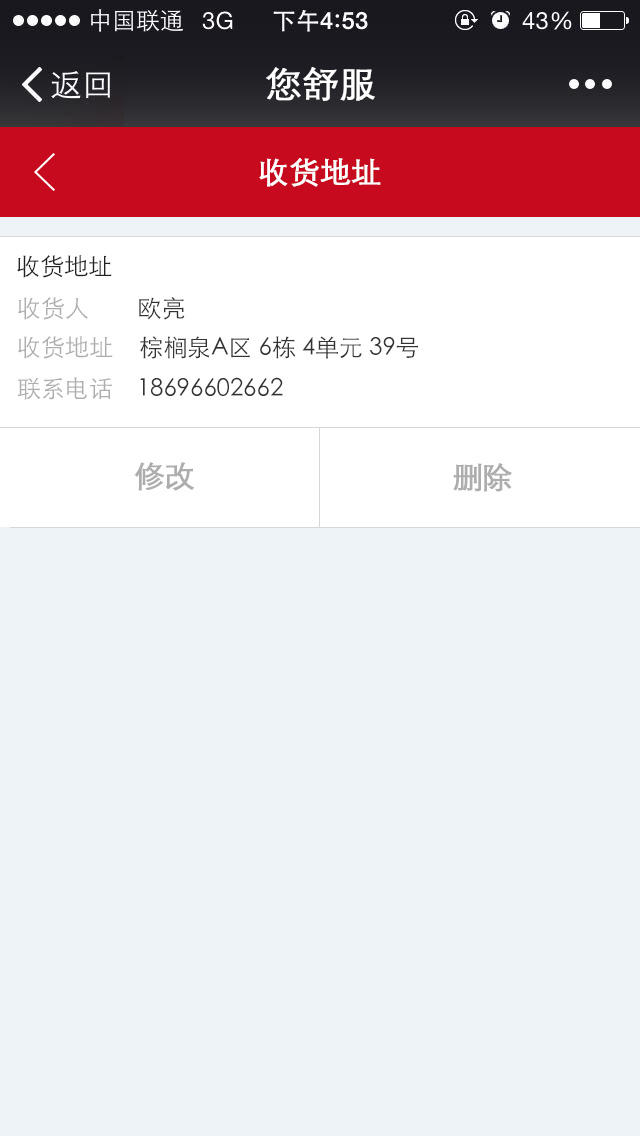 中国联通 3G 下午4:53 43%
返回 您舒服
收货地址
收货地址
收货人 欧亮
收货地址 棕榈泉A区 6栋 4单元 39号
联系电话 18696602662
修改 删除